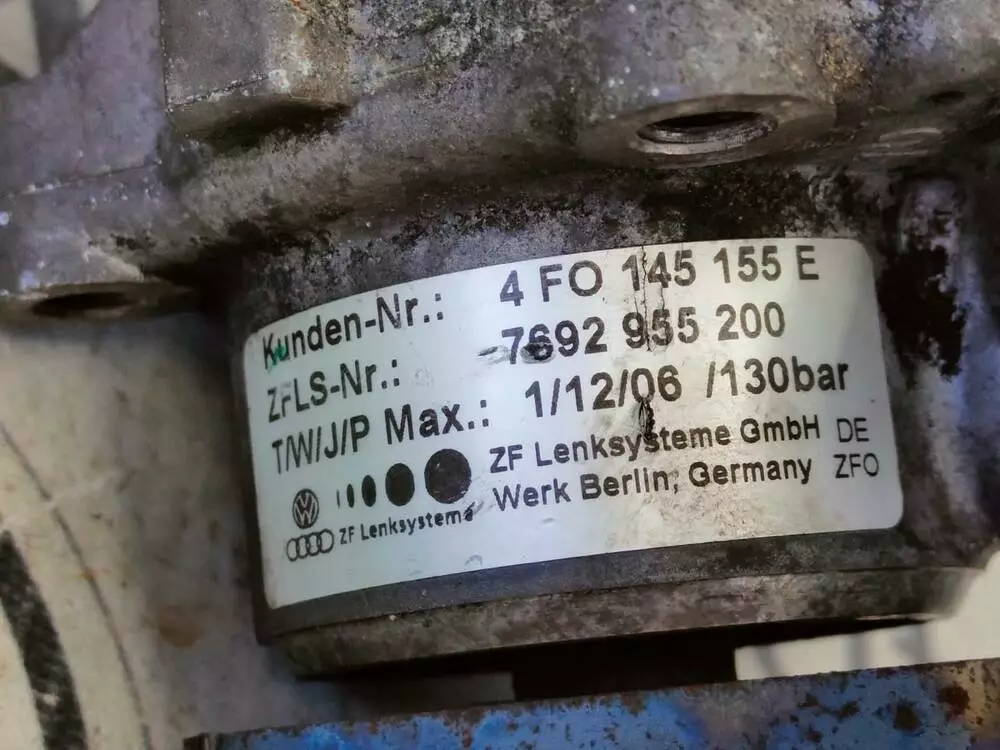 Kunden-Nr.: 4 FO 145 155 E
ZFLS-Nr.: 7692 955 200
T/W/J/P Max.: 1/12/06 /130bar
ZF Lenksysteme GmbH DE
Werk Berlin, Germany ZFO
ZF Lenksysteme